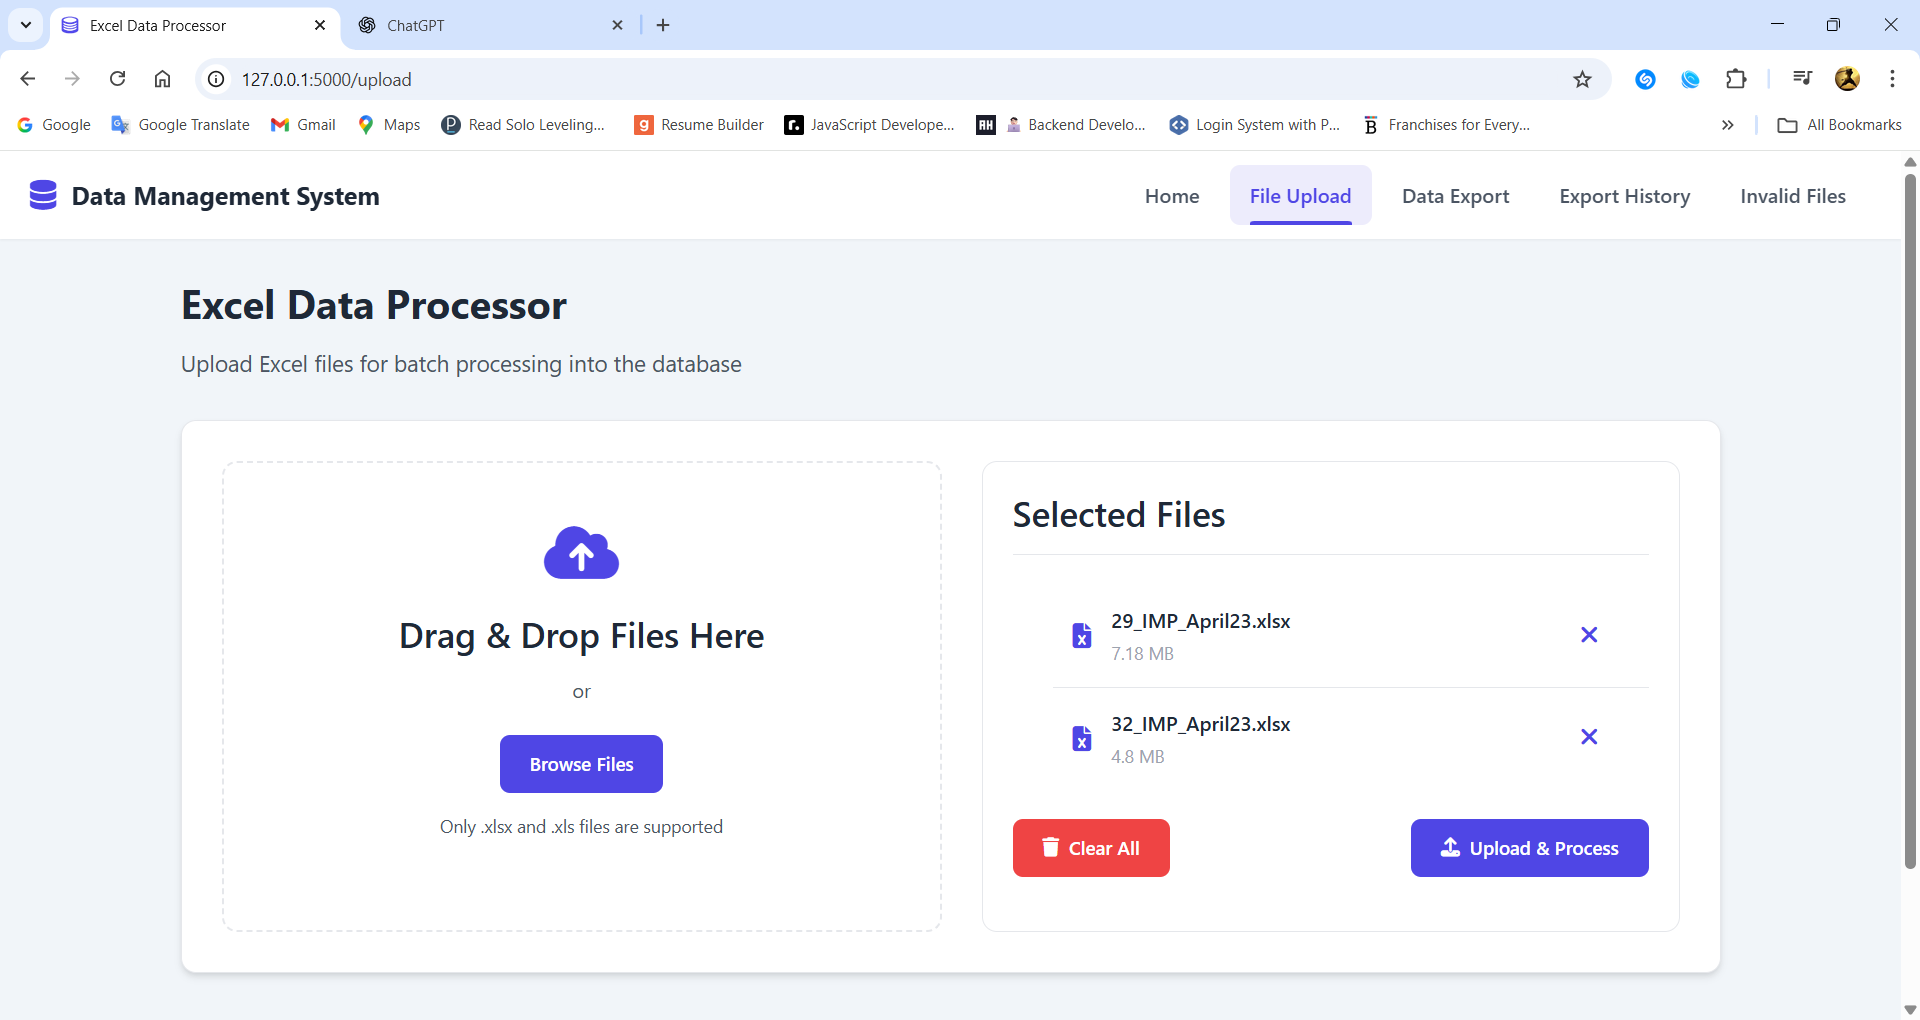 Excel Data Processor
ChatGPT
127.0.0.1:5000/upload
Google
Google Translate
Gmail
Maps
Read Solo Leveling...
Resume Builder
JavaScript Develope...
Backend Develo...
Login System with P...
Franchises for Every...
All Bookmarks
Data Management System
Home
File Upload
Data Export
Export History
Invalid Files
Excel Data Processor
Upload Excel files for batch processing into the database
Drag & Drop Files Here
or
Browse Files
Only .xlsx and .xls files are supported
Selected Files
29_IMP_April23.xlsx
7.18 MB
32_IMP_April23.xlsx
4.8 MB
Clear All
Upload & Process